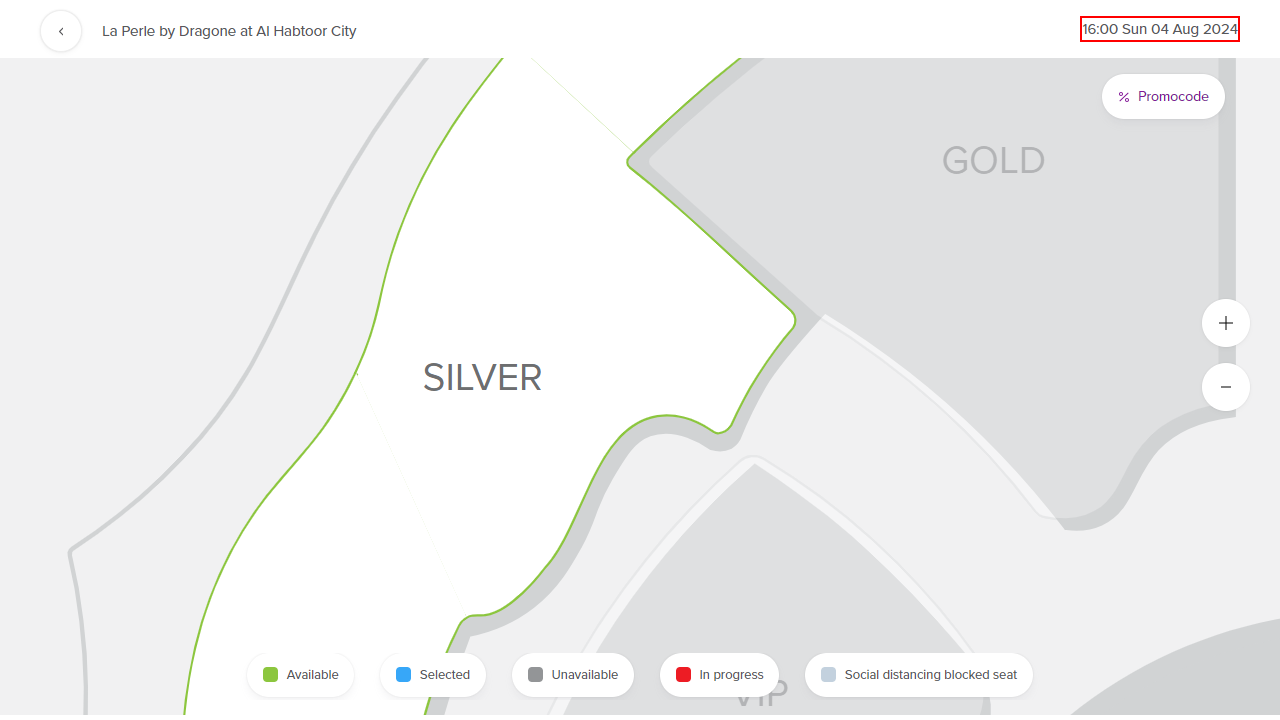 La Perle by Dragone at Al Habtoor City
16:00 Sun 04 Aug 2024
Promocode
GOLD
SILVER
VIP
Available
Selected
Unavailable
In progress
Social distancing blocked seat